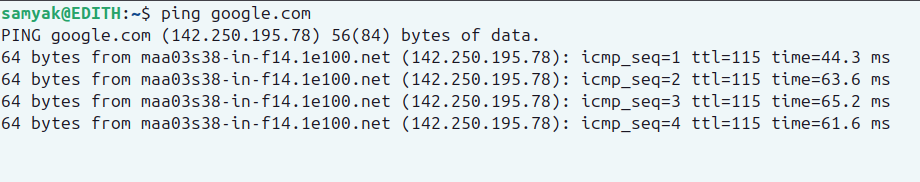 samyak@EDITH:~$ ping google.com
PING google.com (142.250.195.78) 56(84) bytes of data.
64 bytes from maa03s38-in-f14.1e100.net (142.250.195.78): icmp_seq=1 ttl=115 time=44.3 ms
64 bytes from maa03s38-in-f14.1e100.net (142.250.195.78): icmp_seq=2 ttl=115 time=63.6 ms
64 bytes from maa03s38-in-f14.1e100.net (142.250.195.78): icmp_seq=3 ttl=115 time=65.2 ms
64 bytes from maa03s38-in-f14.1e100.net (142.250.195.78): icmp_seq=4 ttl=115 time=61.6 ms